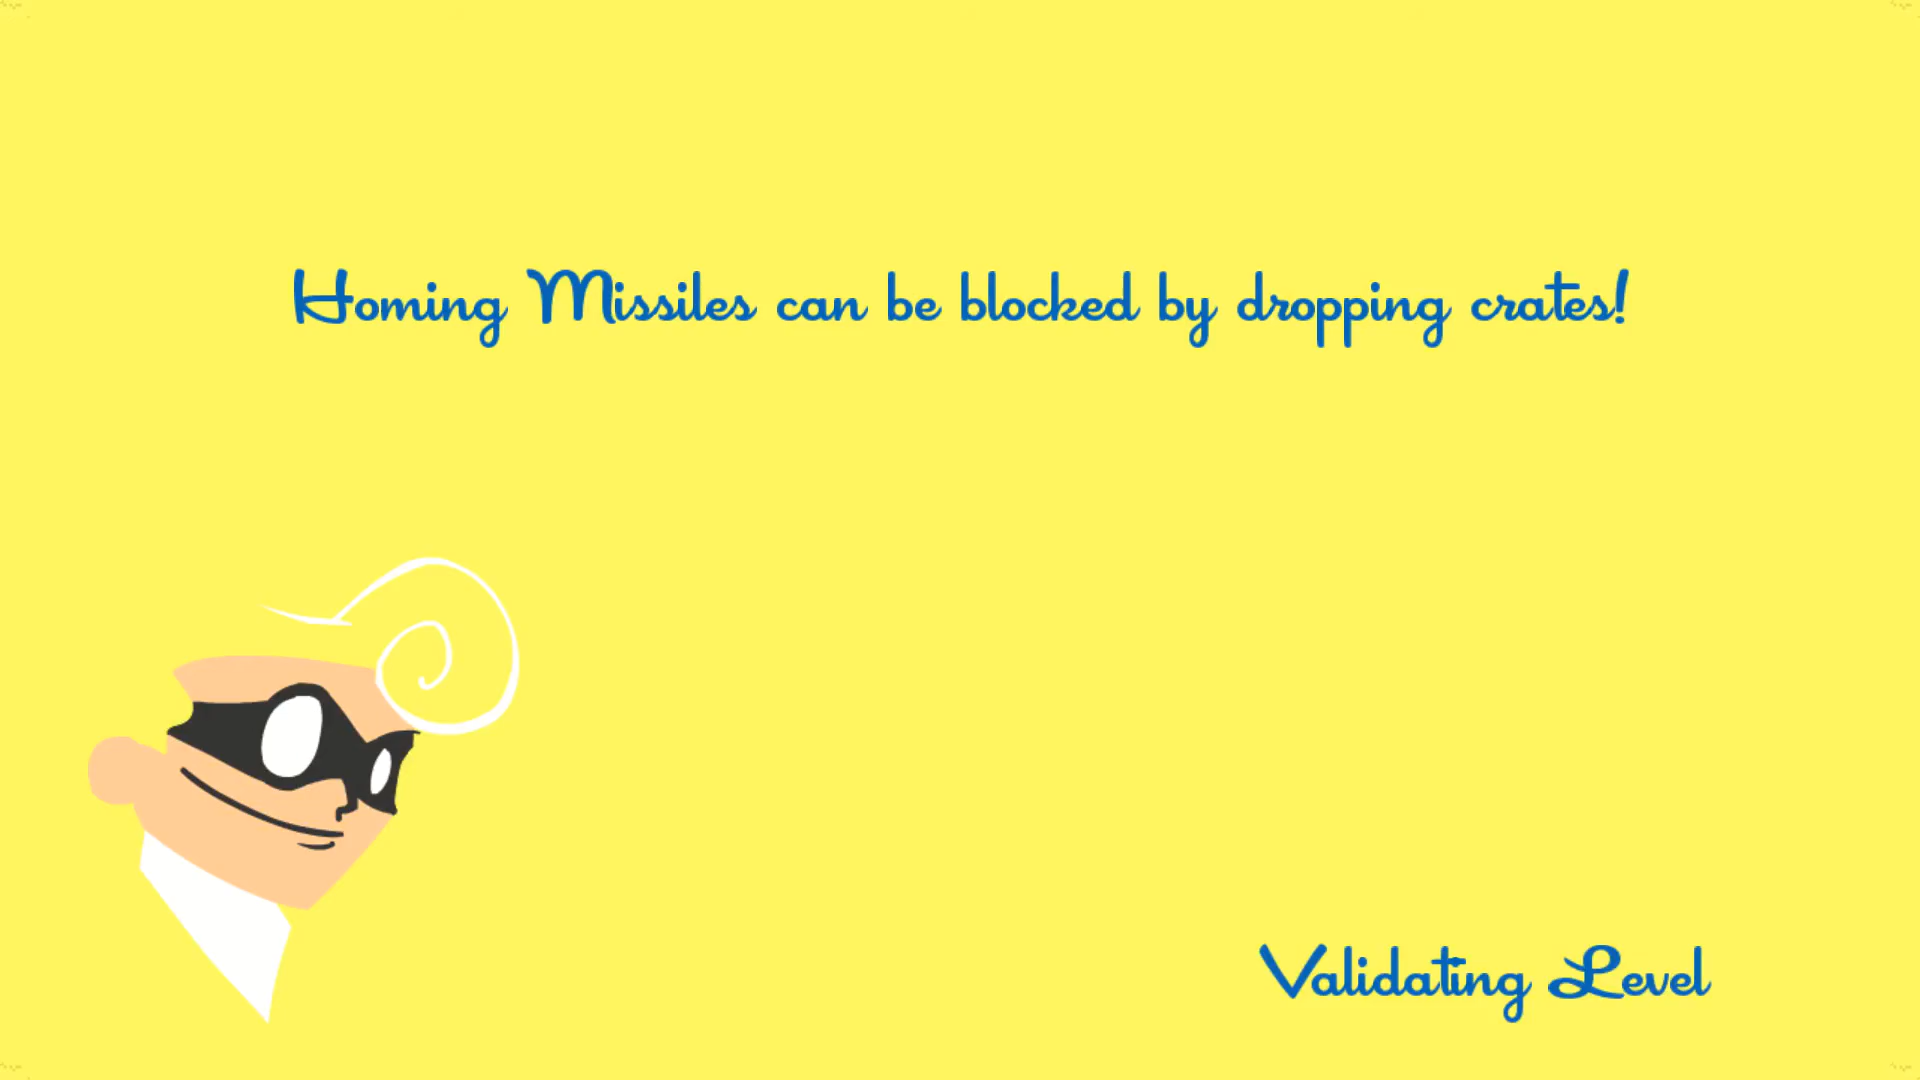 Homing Missiles can be blocked by dropping crates!
Validating Level